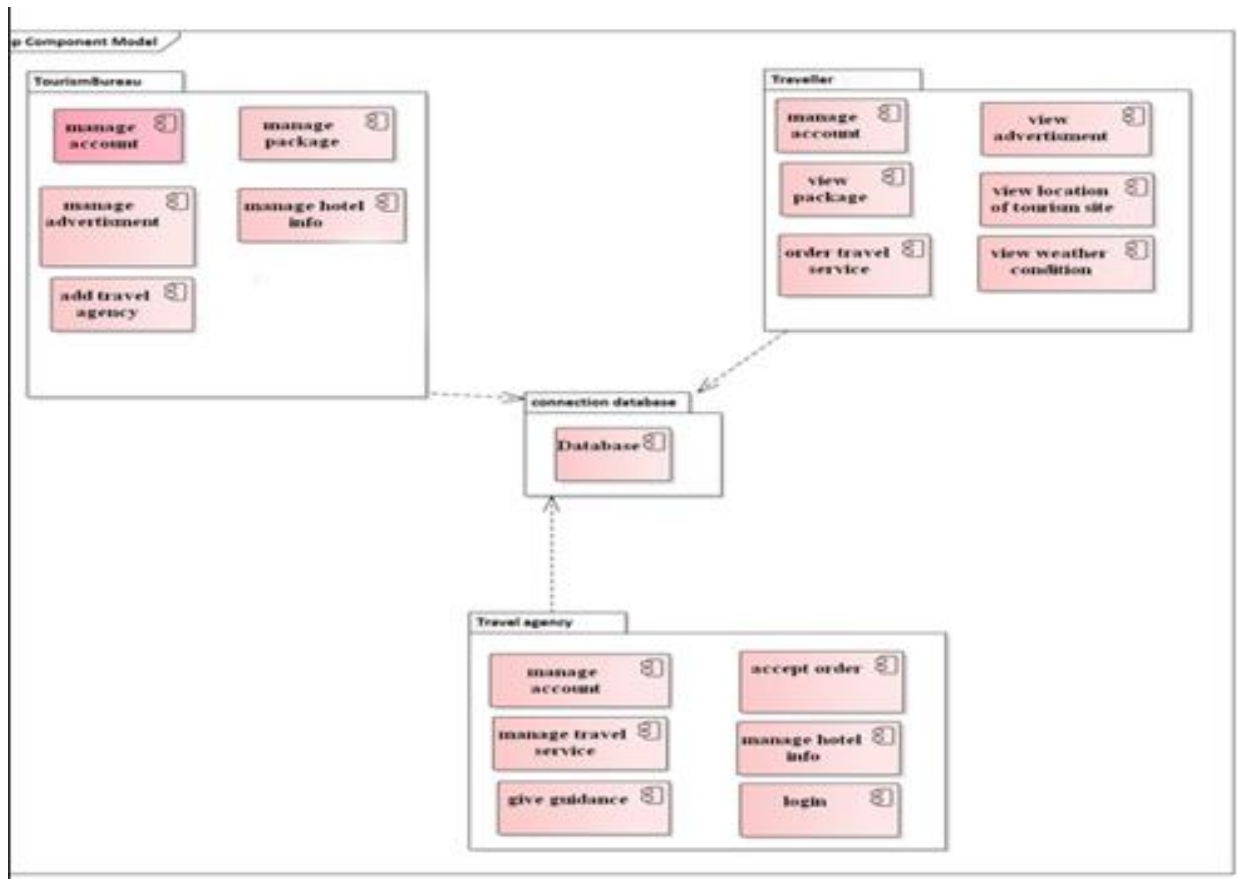 p Component Model
TourismBureau
manage
account
manage
package
manage
advertisment
manage hotel
info
add travel
agency
Traveller
manage
account
view
advertisment
view
package
view location
of tourism site
order travel
service
view weather
condition
connection database
Database
Travel agency
manage
account
accept order
manage travel
service
manage hotel
info
give guidance
login